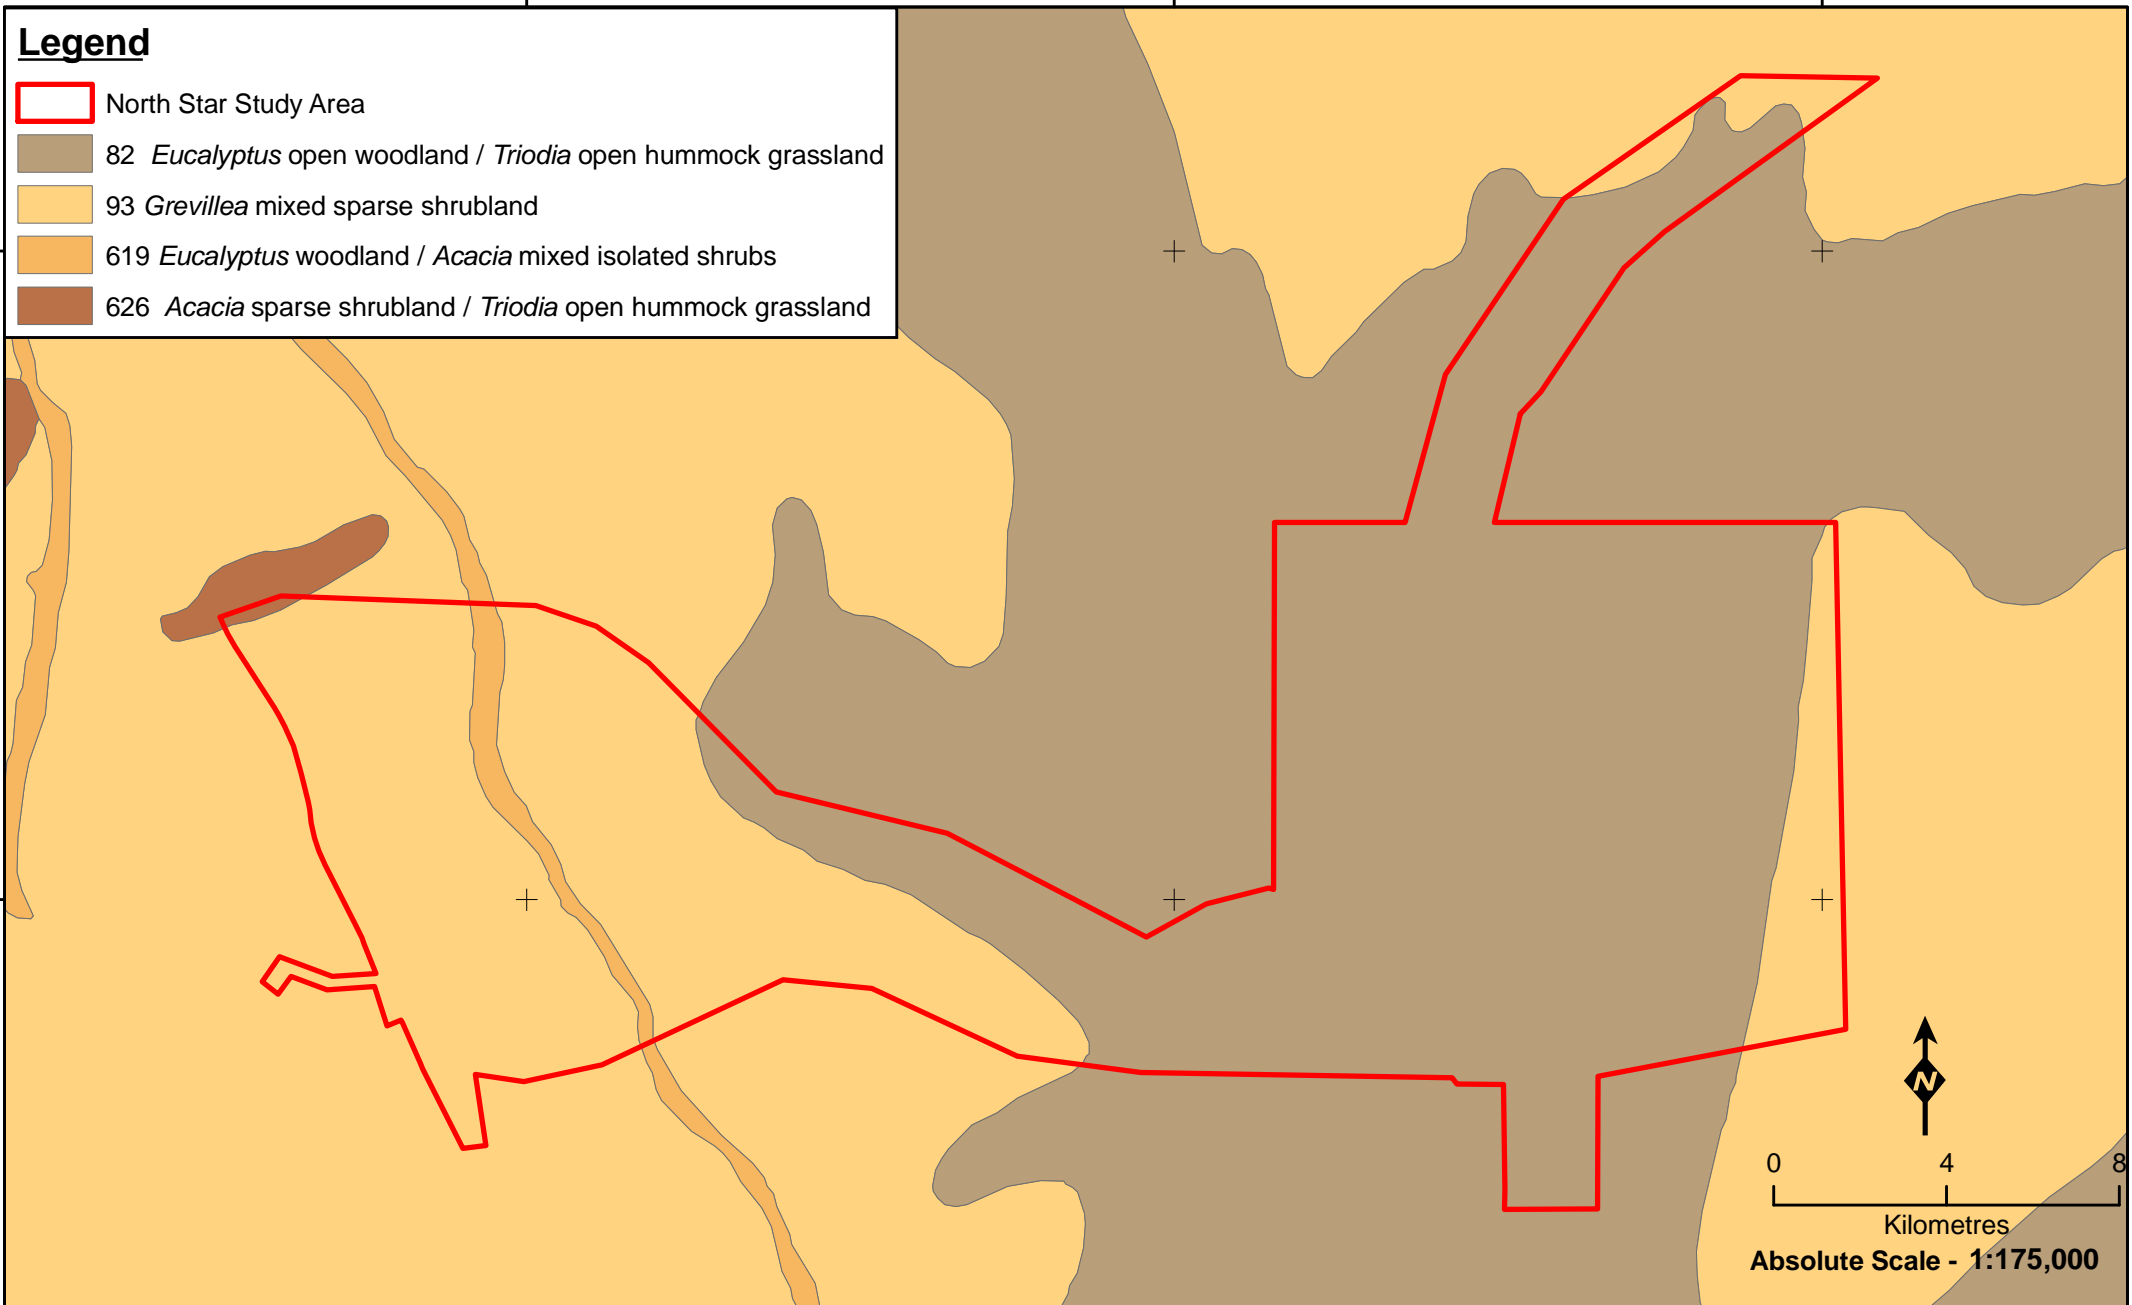 Legend
North Star Study Area
82 Eucalyptus open woodland / Triodia open hummock grassland
93 Grevillea mixed sparse shrubland
619 Eucalyptus woodland / Acacia mixed isolated shrubs
626 Acacia sparse shrubland / Triodia open hummock grassland
N
0 4 8
Kilometres
Absolute Scale - 1:175,000